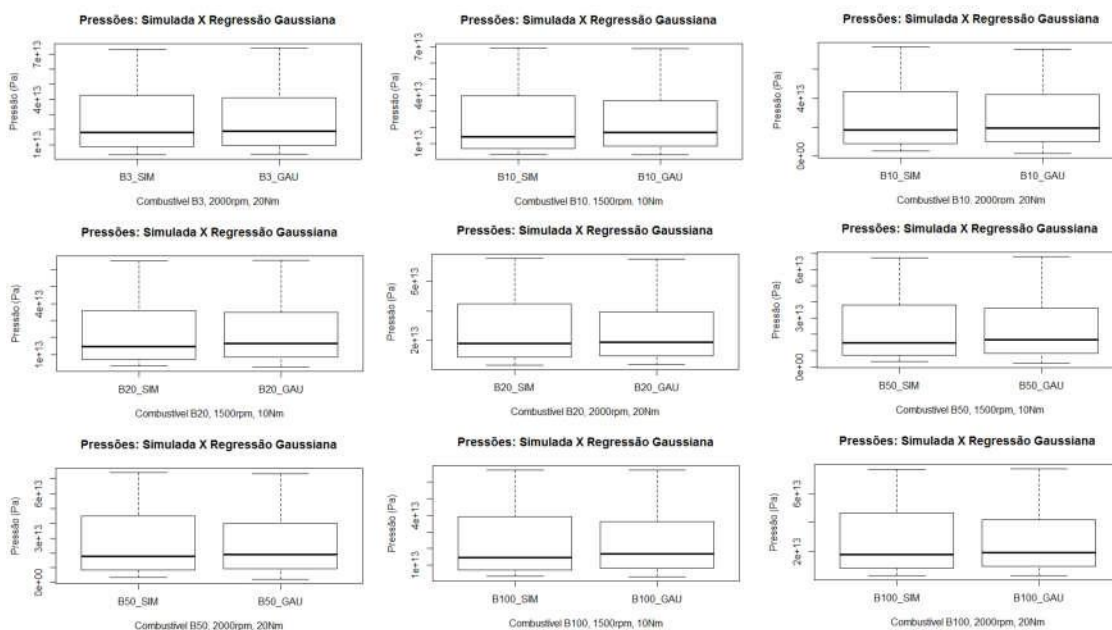 Pressões: Simulada X Regressão Gaussiana
Pressão (Pa)
7e+13
4e+13
1e+13
B3_SIM
B3_GAU
Combustível B3, 2000rpm, 20Nm
Pressões: Simulada X Regressão Gaussiana
Pressão (Pa)
7e+13
4e+13
1e+13
B10_SIM
B10_GAU
Combustível B10, 1500rpm, 10Nm
Pressões: Simulada X Regressão Gaussiana
Pressão (Pa)
4e+13
0e+00
B10_SIM
B10_GAU
Combustível B10, 2000rpm, 20Nm
Pressões: Simulada X Regressão Gaussiana
Pressão (Pa)
4e+13
1e+13
B20_SIM
B20_GAU
Combustível B20, 1500rpm, 10Nm
Pressões: Simulada X Regressão Gaussiana
Pressão (Pa)
6e+13
2e+13
B20_SIM
B20_GAU
Combustível B20, 2000rpm, 20Nm
Pressões: Simulada X Regressão Gaussiana
Pressão (Pa)
6e+13
3e+13
0e+00
B50_SIM
B50_GAU
Combustível B50, 1500rpm, 10Nm
Pressões: Simulada X Regressão Gaussiana
Pressão (Pa)
6e+13
3e+13
0e+00
B50_SIM
B50_GAU
Combustível B50, 2000rpm, 20Nm
Pressões: Simulada X Regressão Gaussiana
Pressão (Pa)
4e+13
1e+13
B100_SIM
B100_GAU
Combustível B100, 1500rpm, 10Nm
Pressões: Simulada X Regressão Gaussiana
Pressão (Pa)
6e+13
2e+13
B100_SIM
B100_GAU
Combustível B100, 2000rpm, 20Nm